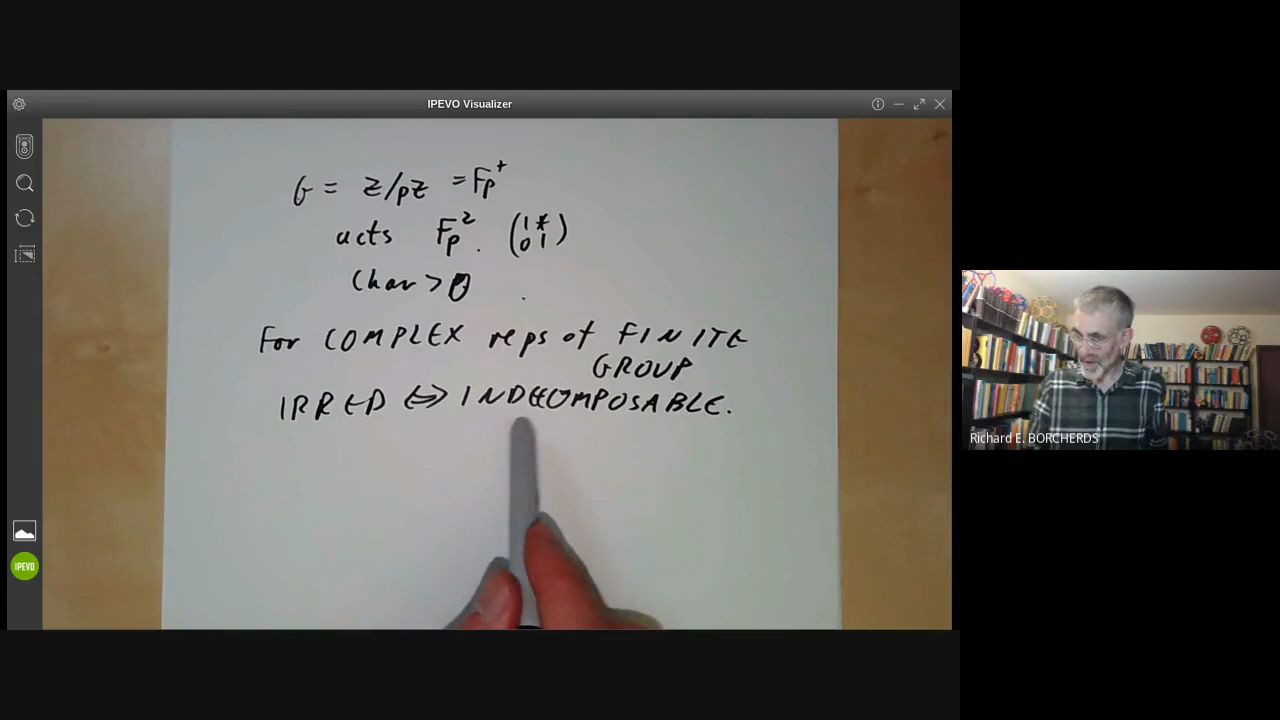 IPEVO Visualizer
G = Z/pZ = Fp⁺
acts Fp². (1 * 0 1)
Char > 0
For COMPLEX reps of FINITE
GROUP
IRRED ⇔ INDECOMPOSABLE.
Richard E. BORCHERDS
IPEVO